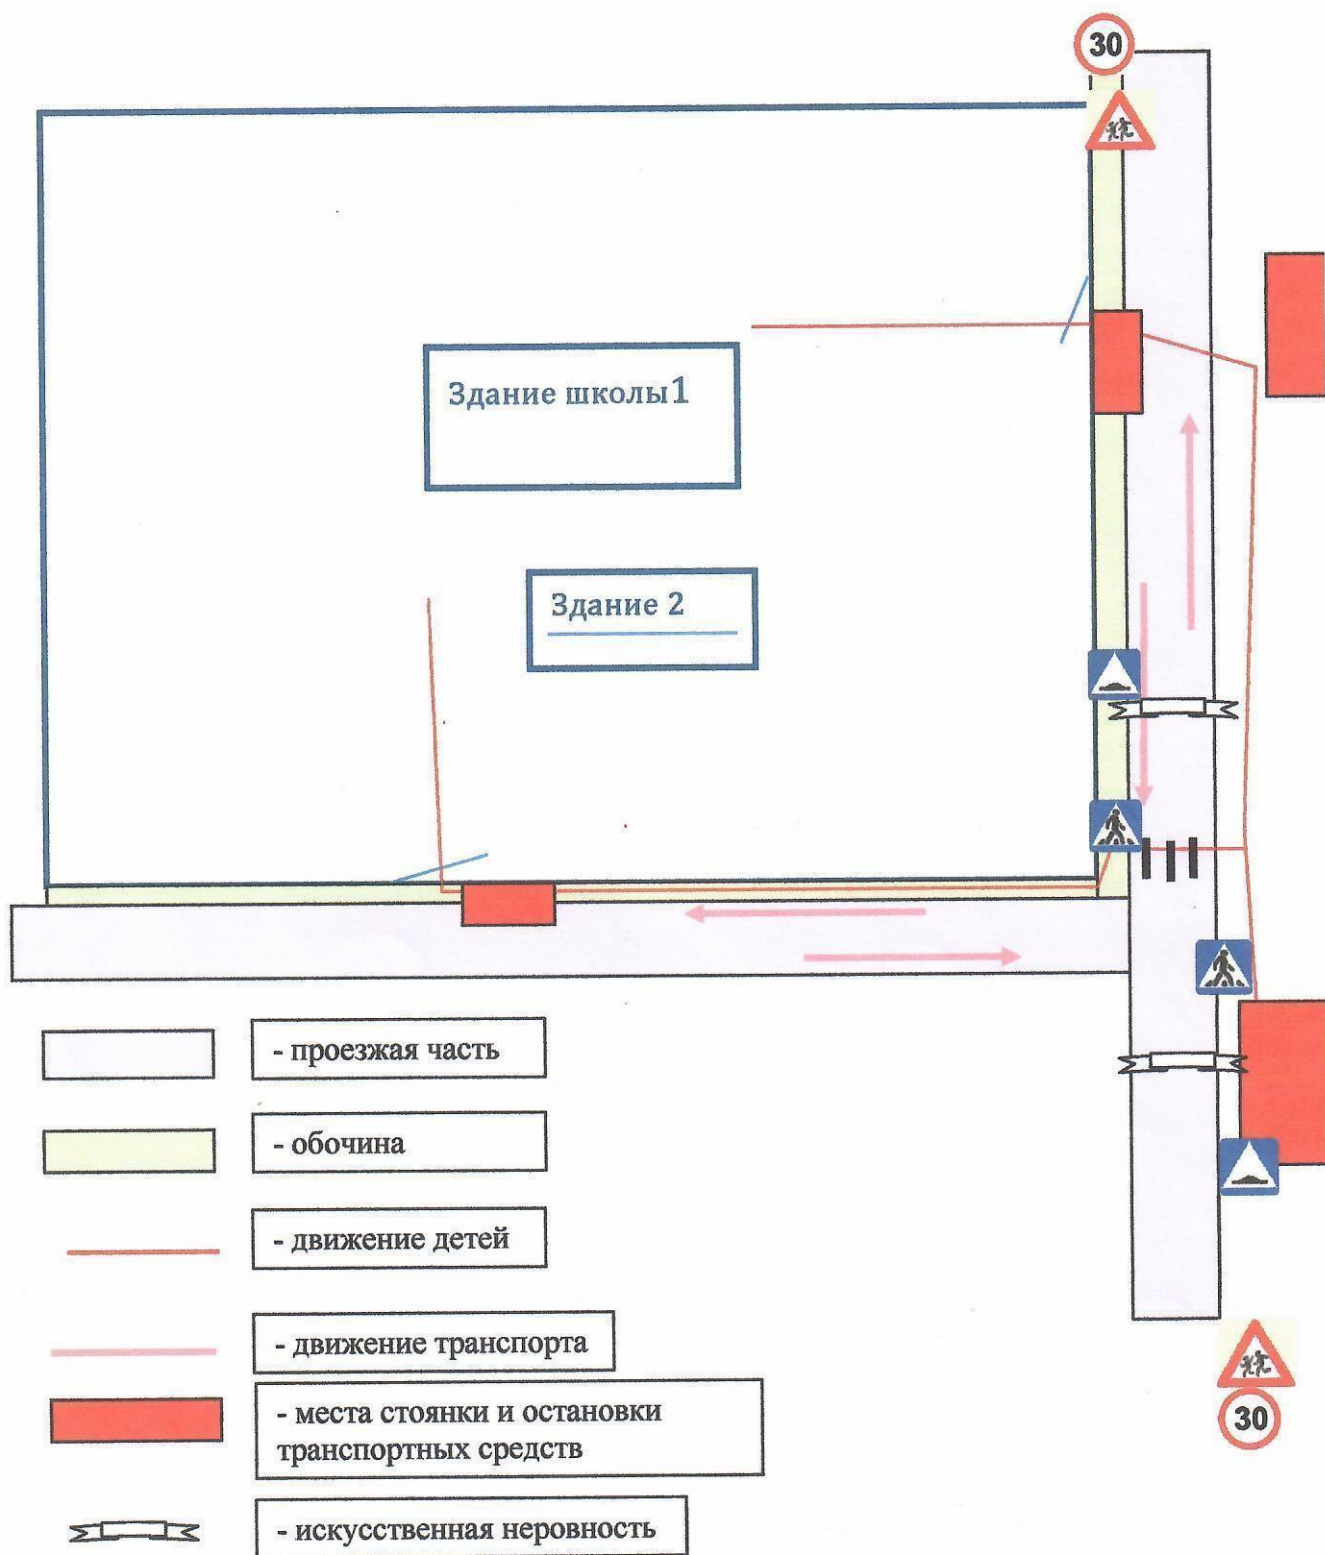 30
Здание школы1
Здание 2
- проезжая часть
- обочина
- движение детей
- движение транспорта
- места стоянки и остановки
транспортных средств
30
- искусственная неровность